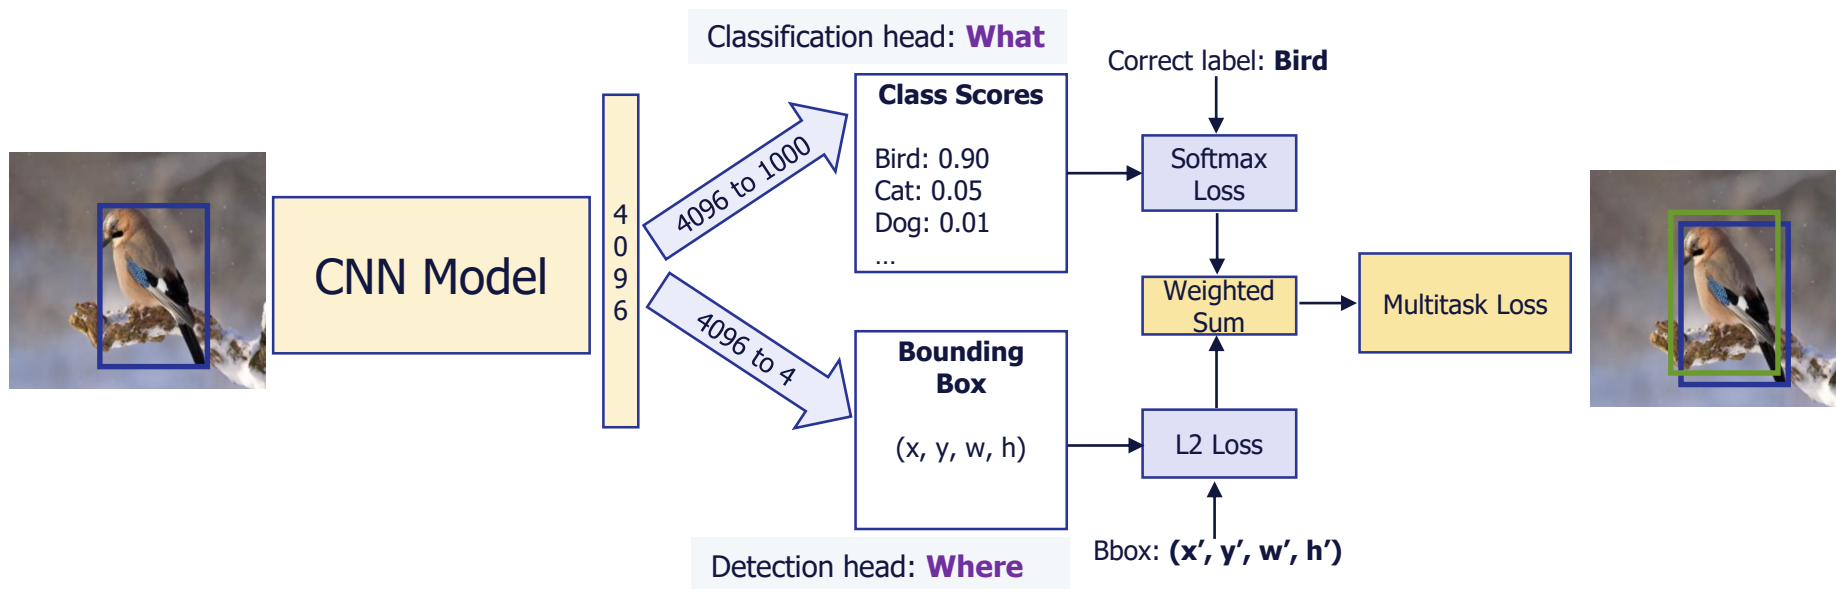 Classification head: What
Correct label: Bird
Class Scores
Bird: 0.90
Cat: 0.05
Dog: 0.01
...
Softmax
Loss
4096 to 1000
CNN Model
4
0
9
6
Weighted
Sum
Multitask Loss
4096 to 4
Bounding
Box
(x, y, w, h)
L2 Loss
Bbox: (x’, y’, w’, h’)
Detection head: Where